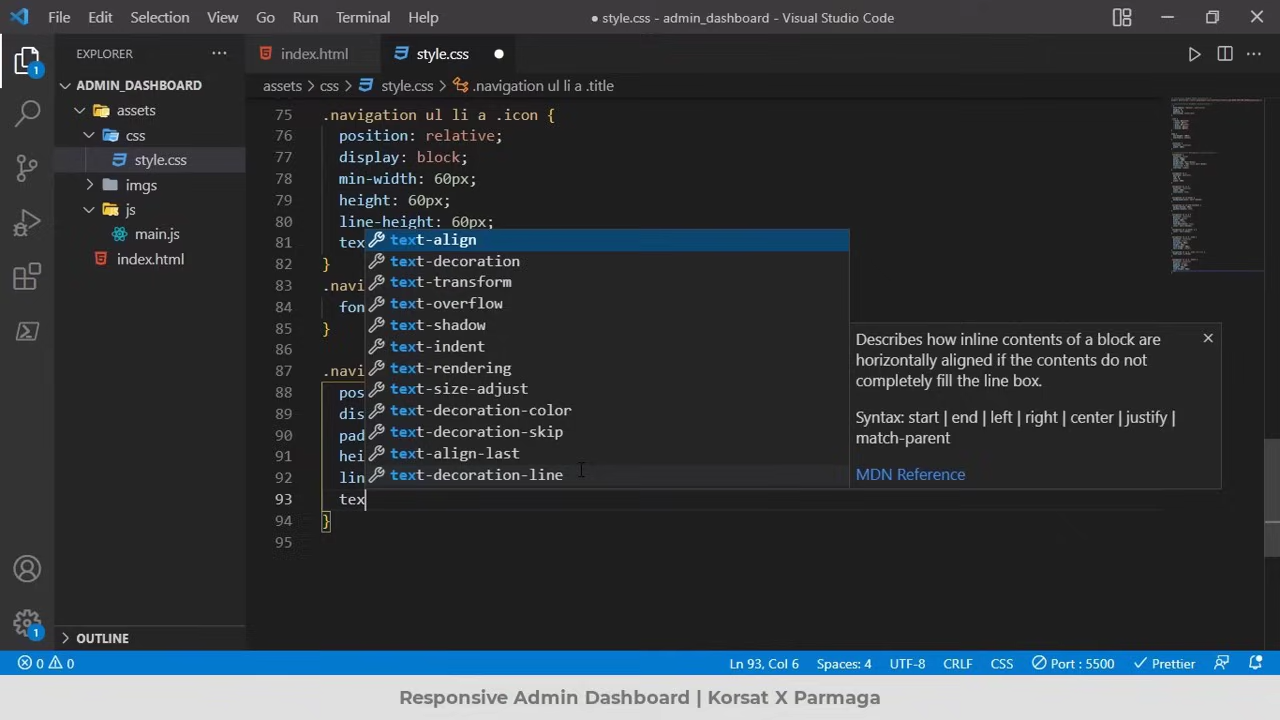 File Edit Selection View Go Run Terminal Help ● style.css - admin_dashboard - Visual Studio Code
EXPLORER
index.html
style.css
1
ADMIN_DASHBOARD
assets
css
style.css
imgs
js
main.js
index.html
OUTLINE
assets > css > style.css > .navigation ul li a .title
75 .navigation ul li a .icon {
76 position: relative;
77 display: block;
78 min-width: 60px;
79 height: 60px;
80 line-height: 60px;
81 tex
82 }
83 .navi
84 fon
85 }
86
87 .navi
88 pos
89 dis
90 pad
91 hei
92 lin
93 tex
94 }
95
text-align
text-decoration
text-transform
text-overflow
text-shadow
text-indent
text-rendering
text-size-adjust
text-decoration-color
text-decoration-skip
text-align-last
text-decoration-line
Describes how inline contents of a block are
horizontally aligned if the contents do not
completely fill the line box.
Syntax: start | end | left | right | center | justify |
match-parent
MDN Reference
1
0 0 Ln 93, Col 6 Spaces: 4 UTF-8 CRLF CSS Port : 5500 Prettier
Responsive Admin Dashboard | Korsat X Parmaga